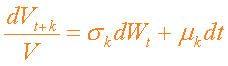 dV_{t+k}/V = σ_k dW_t + μ_k dt